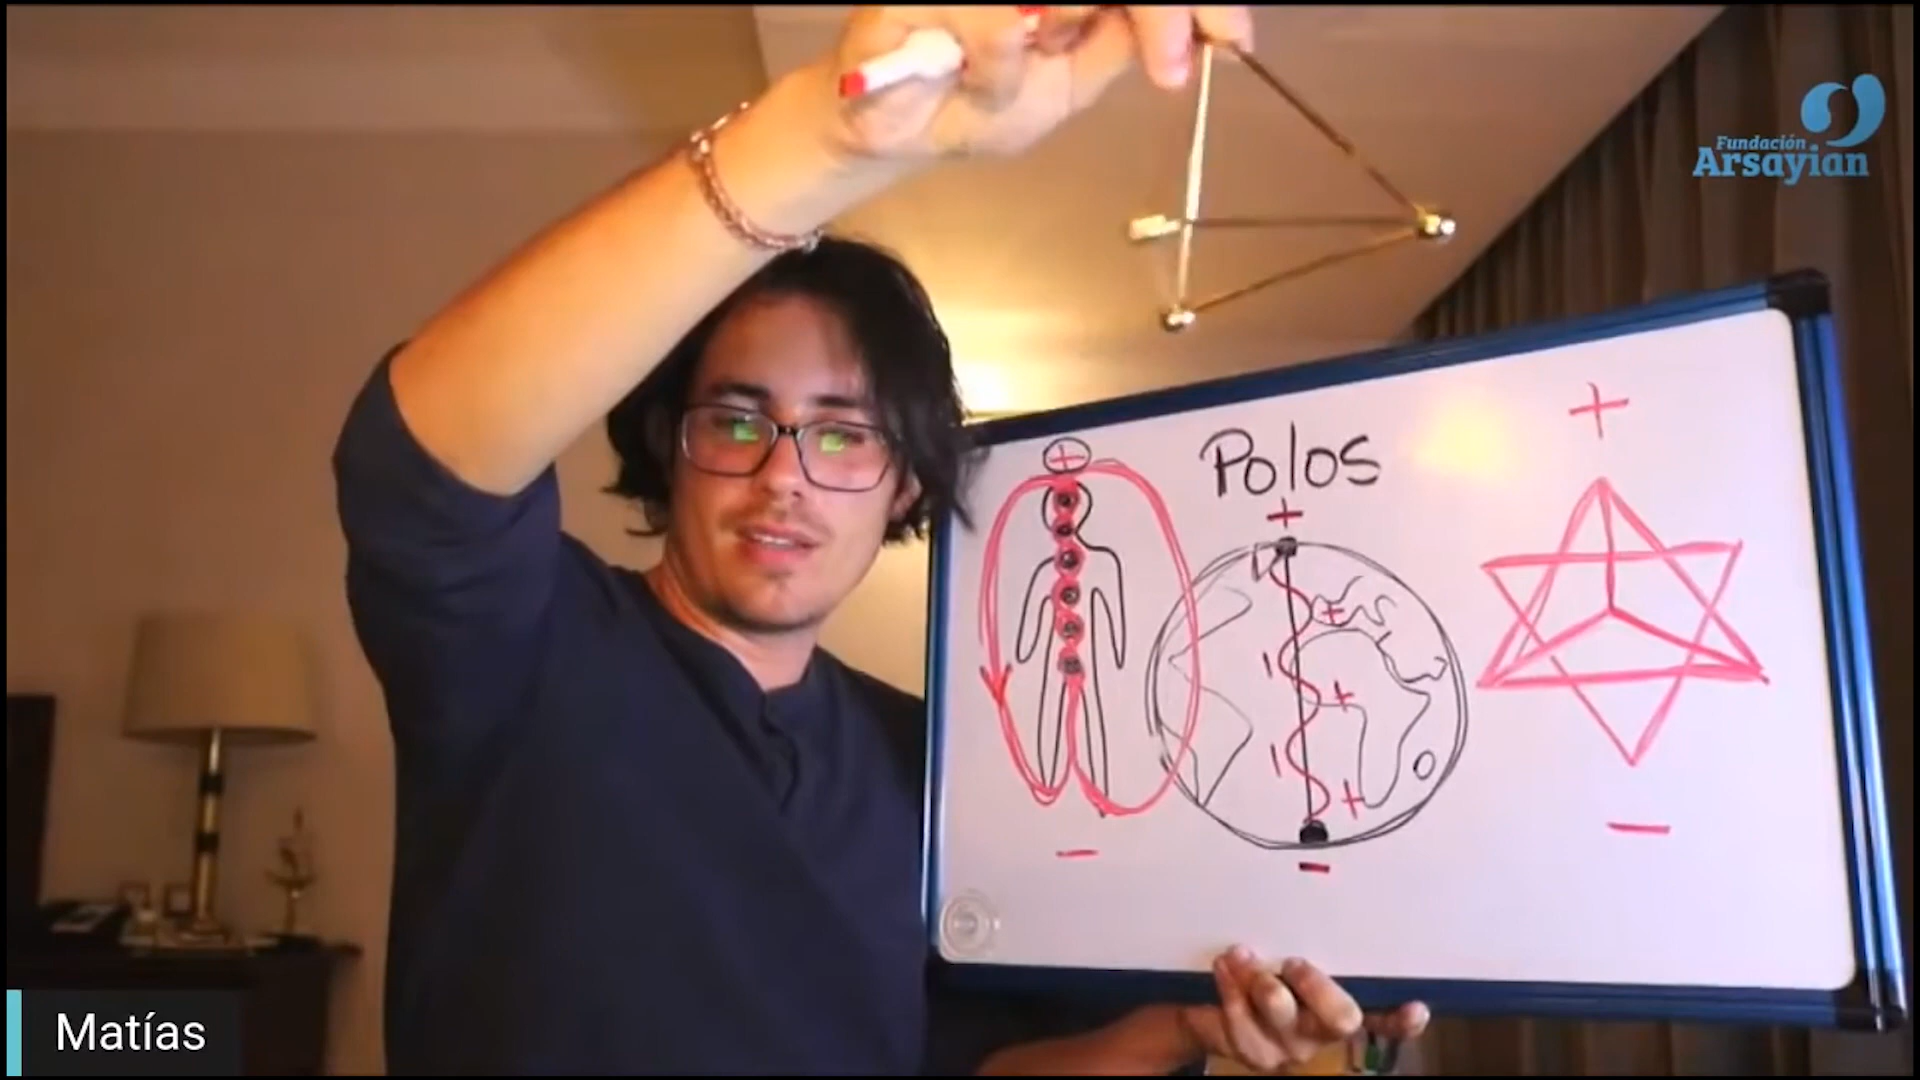 Fundación
Arsayian
Polos
+
+
+
+
+
+
-
-
-
Matías